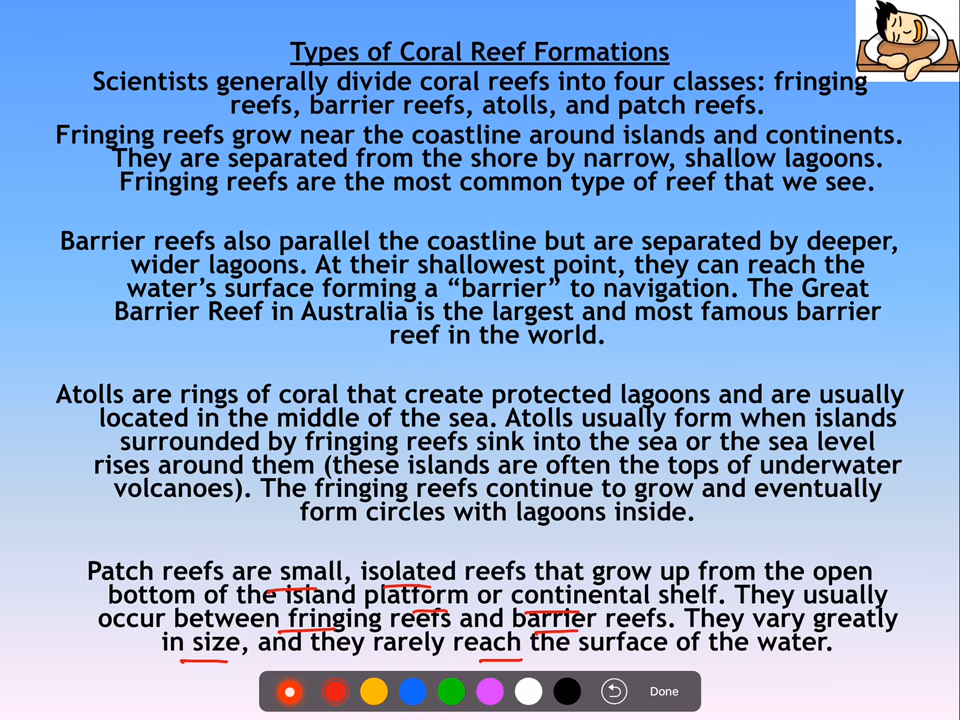 Types of Coral Reef Formations
Scientists generally divide coral reefs into four classes: fringing
reefs, barrier reefs, atolls, and patch reefs.
Fringing reefs grow near the coastline around islands and continents.
They are separated from the shore by narrow, shallow lagoons.
Fringing reefs are the most common type of reef that we see.
Barrier reefs also parallel the coastline but are separated by deeper,
wider lagoons. At their shallowest point, they can reach the
water’s surface forming a “barrier” to navigation. The Great
Barrier Reef in Australia is the largest and most famous barrier
reef in the world.
Atolls are rings of coral that create protected lagoons and are usually
located in the middle of the sea. Atolls usually form when islands
surrounded by fringing reefs sink into the sea or the sea level
rises around them (these islands are often the tops of underwater
volcanoes). The fringing reefs continue to grow and eventually
form circles with lagoons inside.
Patch reefs are small, isolated reefs that grow up from the open
bottom of the island platform or continental shelf. They usually
occur between fringing reefs and barrier reefs. They vary greatly
in size, and they rarely reach the surface of the water.
Done